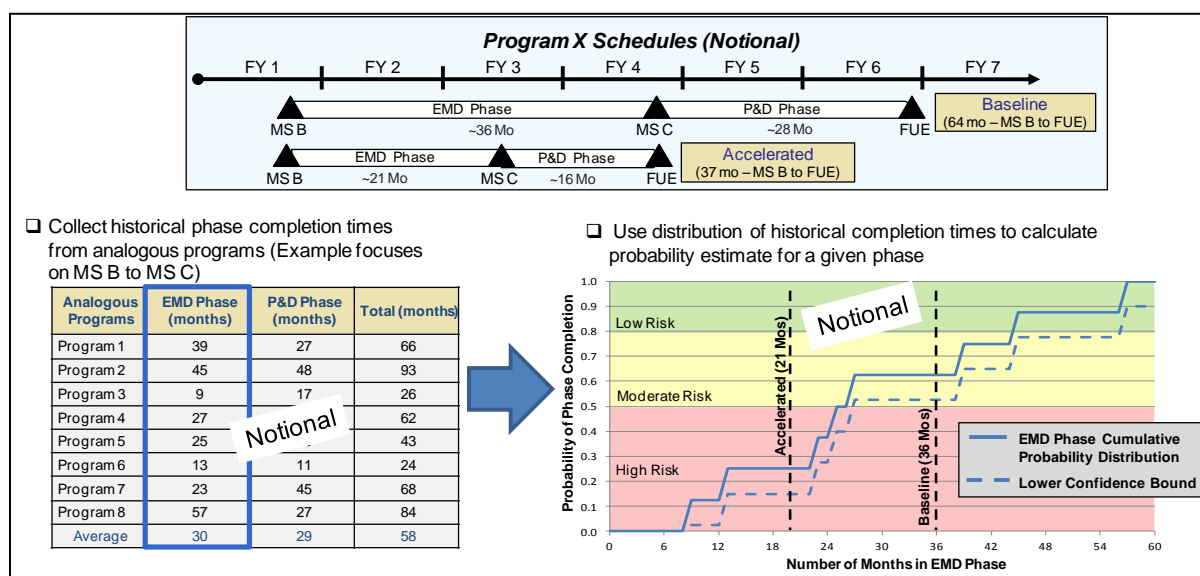 Program X Schedules (Notional)
FY 1 FY 2 FY 3 FY 4 FY 5 FY 6 FY 7
EMD Phase P&D Phase
MS B ~36 Mo MS C ~28 Mo FUE
Baseline
(64 mo – MS B to FUE)
EMD Phase P&D Phase
MS B ~21 Mo MS C ~16 Mo FUE
Accelerated
(37 mo – MS B to FUE)
❑ Collect historical phase completion times
from analogous programs (Example focuses
on MS B to MS C)
Analogous Programs EMD Phase (months) P&D Phase (months) Total (months)
Program 1 39 27 66
Program 2 45 48 93
Program 3 9 17 26
Program 4 27 62
Program 5 25 43
Program 6 13 11 24
Program 7 23 45 68
Program 8 57 27 84
Average 30 29 58
Notional
❑ Use distribution of historical completion times to calculate
probability estimate for a given phase
Probability of Phase Completion
1.0
0.9
0.8
0.7
0.6
0.5
0.4
0.3
0.2
0.1
0.0
Low Risk
Moderate Risk
High Risk
Notional
Accelerated (21 Mos)
Baseline (36 Mos)
EMD Phase Cumulative
Probability Distribution
Lower Confidence Bound
0 6 12 18 24 30 36 42 48 54 60
Number of Months in EMD Phase